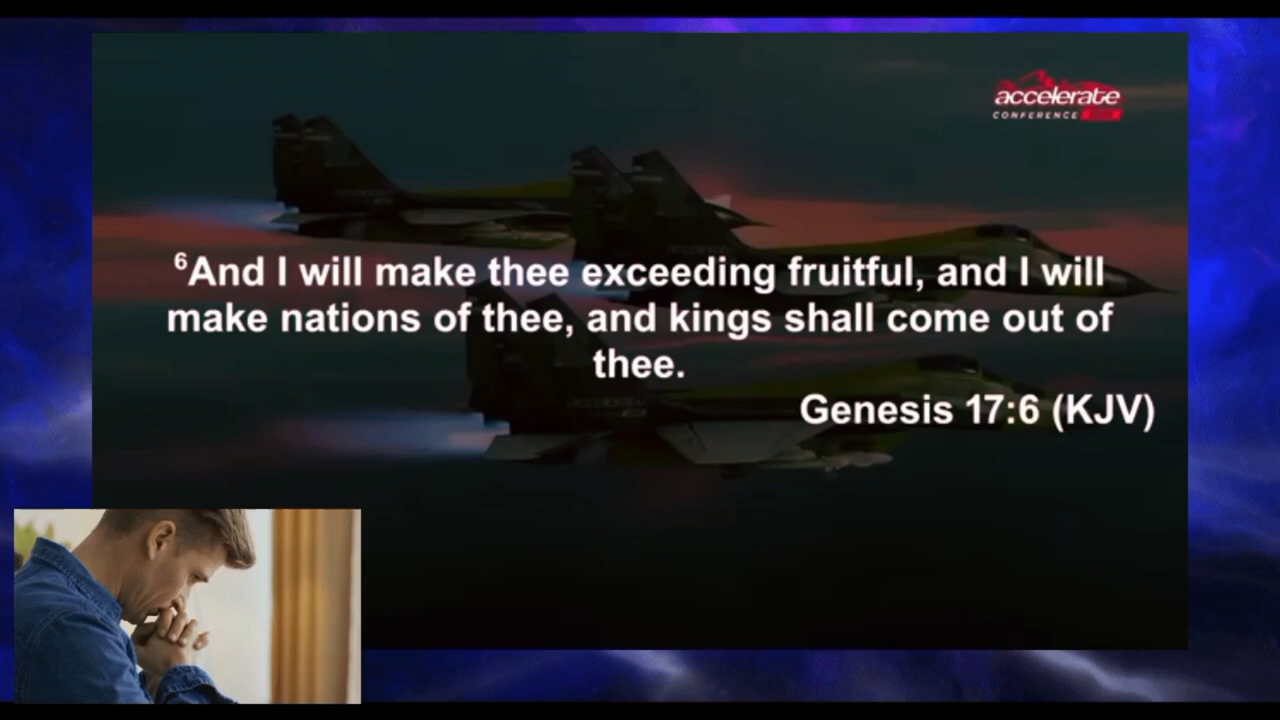 accelerate
CONFERENCE
⁶And I will make thee exceeding fruitful, and I will
make nations of thee, and kings shall come out of
thee.
Genesis 17:6 (KJV)